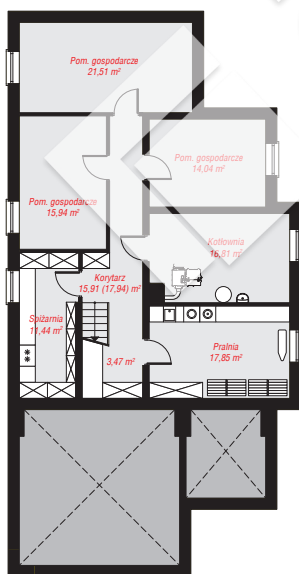 Pom. gospodarcze
21,51 m²
Pom. gospodarcze
14,04 m²
Pom. gospodarcze
15,94 m²
Kotłownia
16,81 m²
Korytarz
15,91 (17,94) m²
Spiżarnia
11,44 m²
3,47 m²
Pralnia
17,85 m²